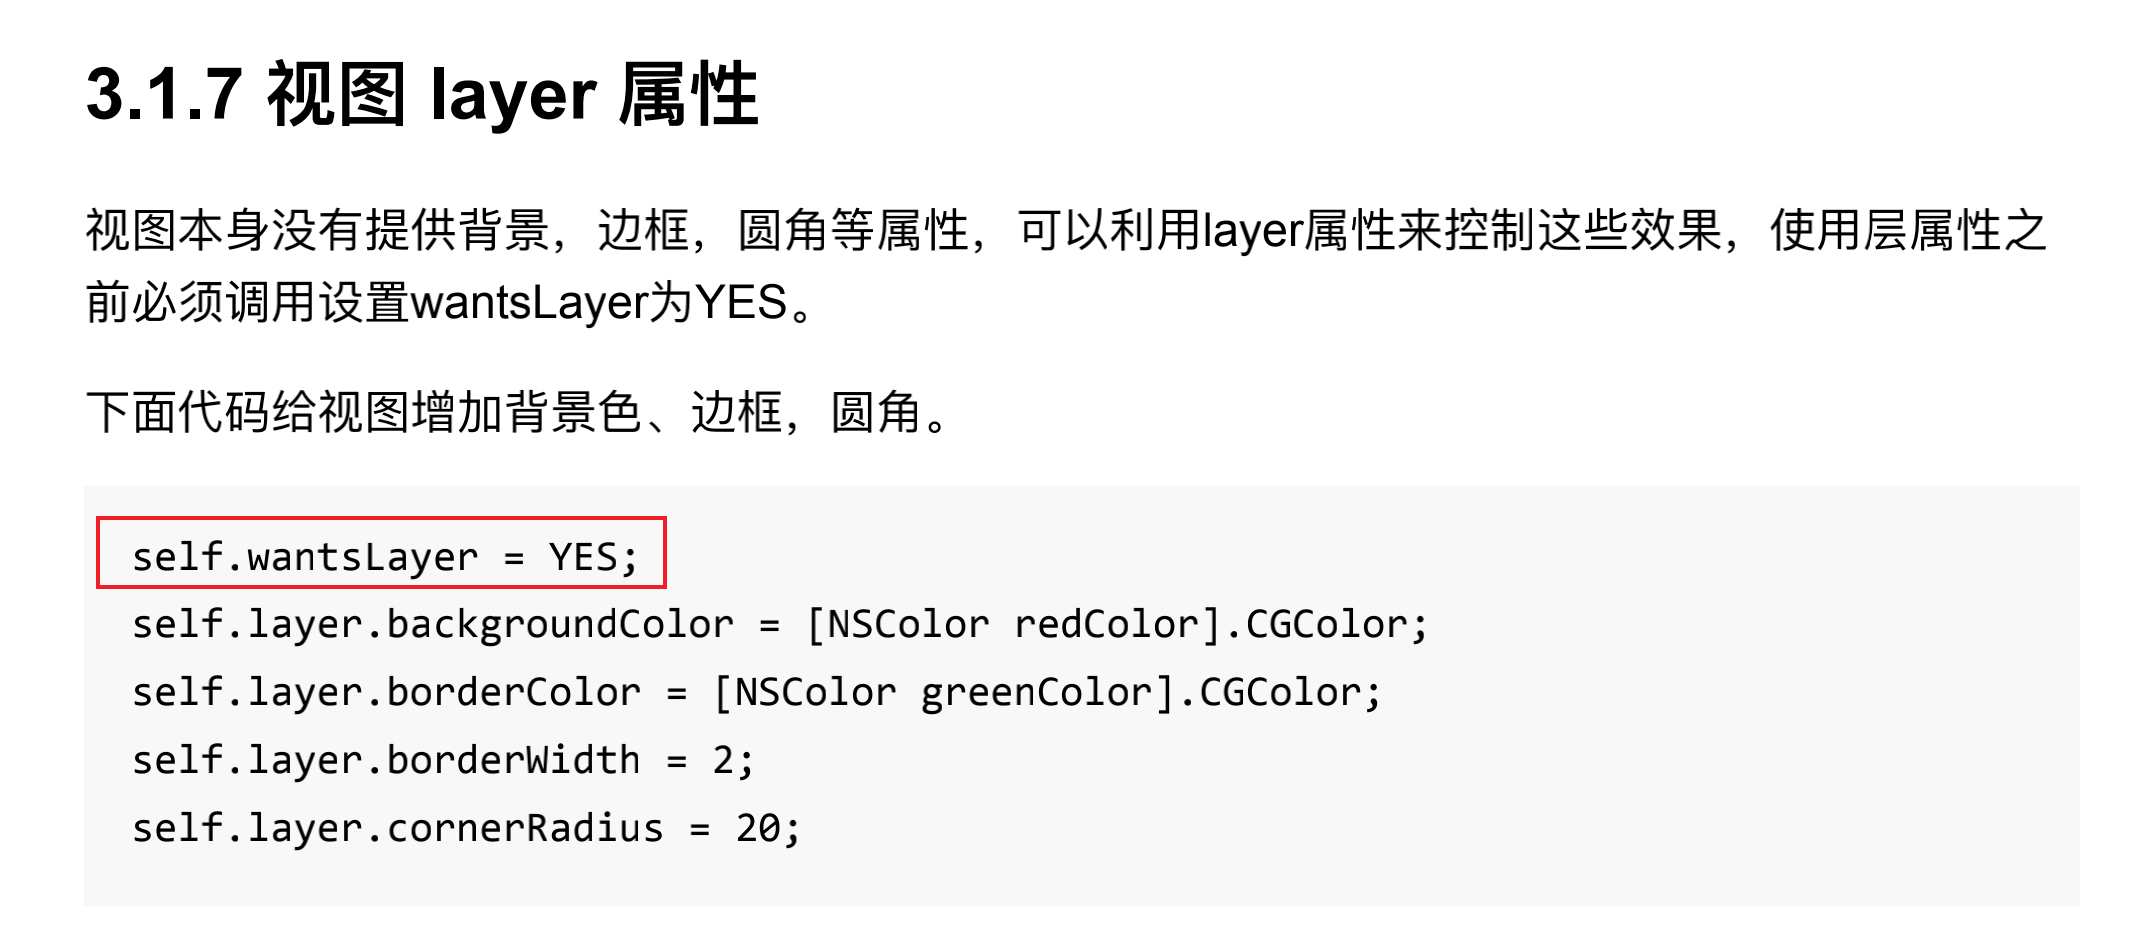 3.1.7 视图 layer 属性
视图本身没有提供背景，边框，圆角等属性，可以利用layer属性来控制这些效果，使用层属性之
前必须调用设置wantsLayer为YES。
下面代码给视图增加背景色、边框，圆角。
self.wantsLayer = YES;
self.layer.backgroundColor = [NSColor redColor].CGColor;
self.layer.borderColor = [NSColor greenColor].CGColor;
self.layer.borderWidth = 2;
self.layer.cornerRadius = 20;